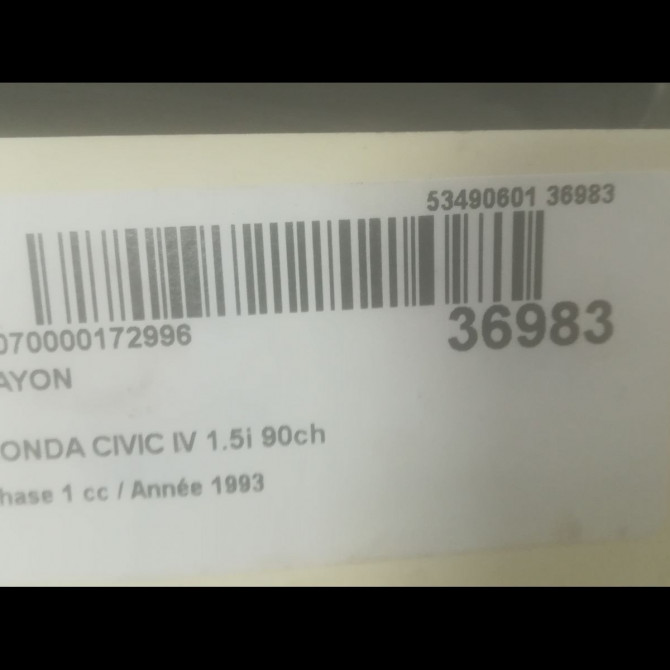 53490601 36983
070000172996
36983
AYON
ONDA CIVIC IV 1.5i 90ch
hase 1 cc / Année 1993